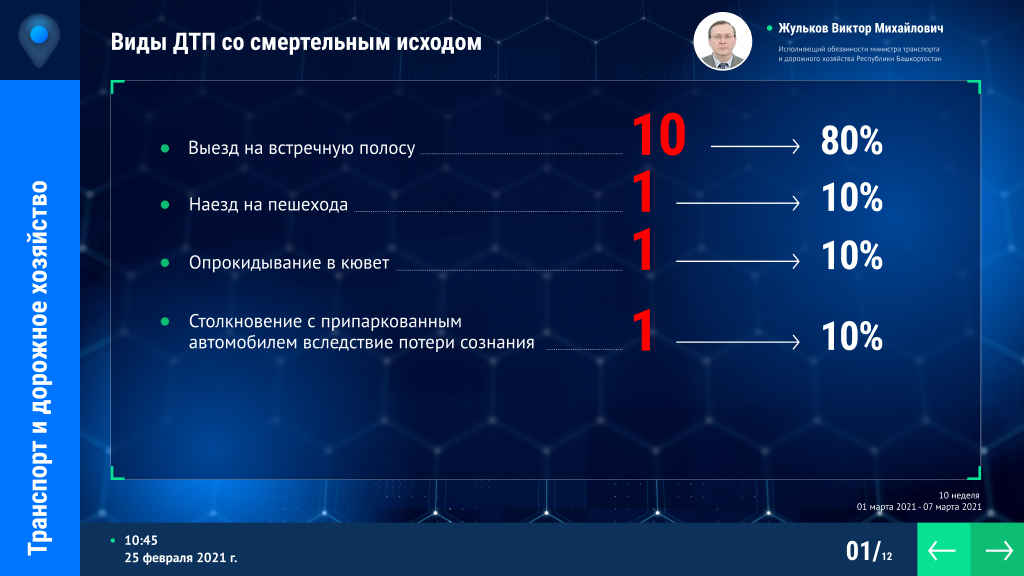 Виды ДТП со смертельным исходом
Жульков Виктор Михайлович
Исполняющий обязанности министра транспорта
и дорожного хозяйства Республики Башкортостан
Транспорт и дорожное хозяйство
Выезд на встречную полосу 10 80%
Наезд на пешехода 1 10%
Опрокидывание в кювет 1 10%
Столкновение с припаркованным
автомобилем вследствие потери сознания 1 10%
10 неделя
01 марта 2021 - 07 марта 2021
10:45
25 февраля 2021 г.
01/12